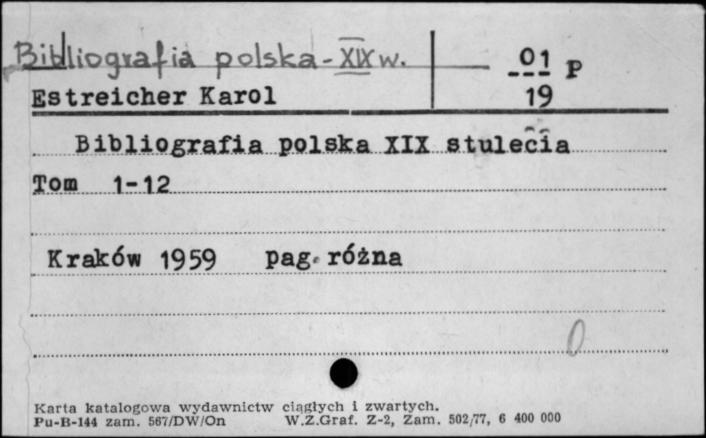 Bibliografia polska - XIX w.
01 P
Estreicher Karol
19
Bibliografia polska XIX stulecia
Tom 1-12
Kraków 1959 pag. różna
0
Karta katalogowa wydawnictw ciągłych i zwartych.
Pu-B-144 zam. 567/DW/On W.Z.Graf. Z-2, Zam. 502/77, 6 400 000